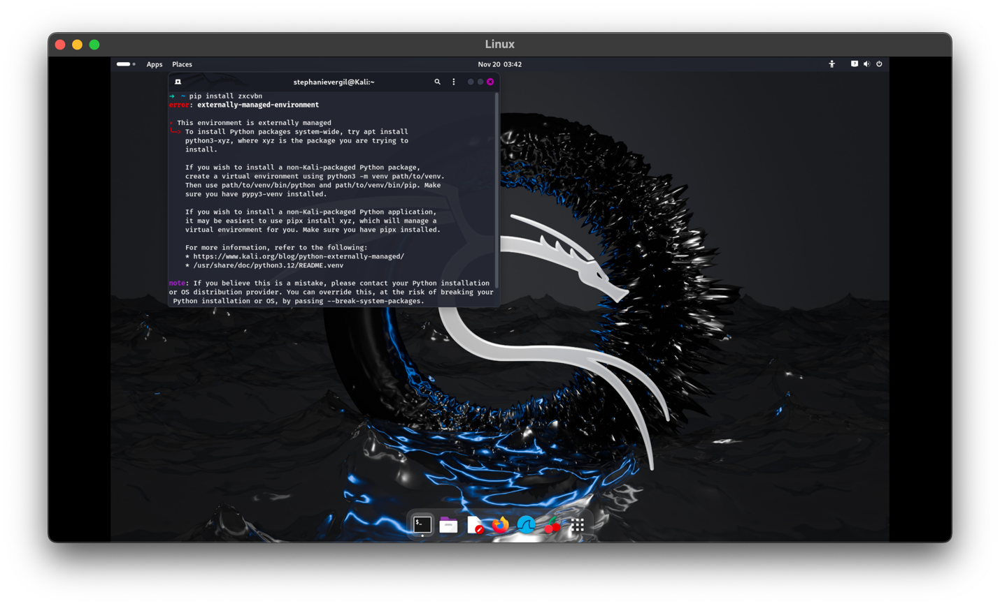 Linux
Apps Places Nov 20 03:42
stephanievergil@Kali:~
➜ ~ pip install zxcvbn
error: externally-managed-environment
× This environment is externally managed
╰─> To install Python packages system-wide, try apt install
python3-xyz, where xyz is the package you are trying to
install.
If you wish to install a non-Kali-packaged Python package,
create a virtual environment using python3 -m venv path/to/venv.
Then use path/to/venv/bin/python and path/to/venv/bin/pip. Make
sure you have pypy3-venv installed.
If you wish to install a non-Kali-packaged Python application,
it may be easiest to use pipx install xyz, which will manage a
virtual environment for you. Make sure you have pipx installed.
For more information, refer to the following:
* https://www.kali.org/blog/python-externally-managed/
* /usr/share/doc/python3.12/README.venv
note: If you believe this is a mistake, please contact your Python installation
or OS distribution provider. You can override this, at the risk of breaking your
Python installation or OS, by passing --break-system-packages.
$_